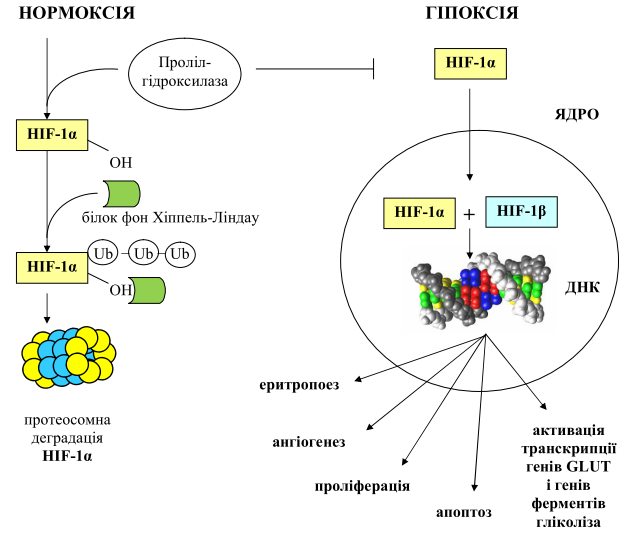 НОРМОКСІЯ
ГІПОКСІЯ
Проліл-
гідроксилаза
HIF-1α
HIF-1α
OH
ЯДРО
білок фон Хіппель-Ліндау
HIF-1α
+
HIF-1β
Ub
Ub
Ub
HIF-1α
OH
ДНК
еритропоез
ангіогенез
проліферація
апоптоз
активація
транскрипції
генів GLUT
і генів
ферментів
гліколіза
протеосомна
деградація
HIF-1α